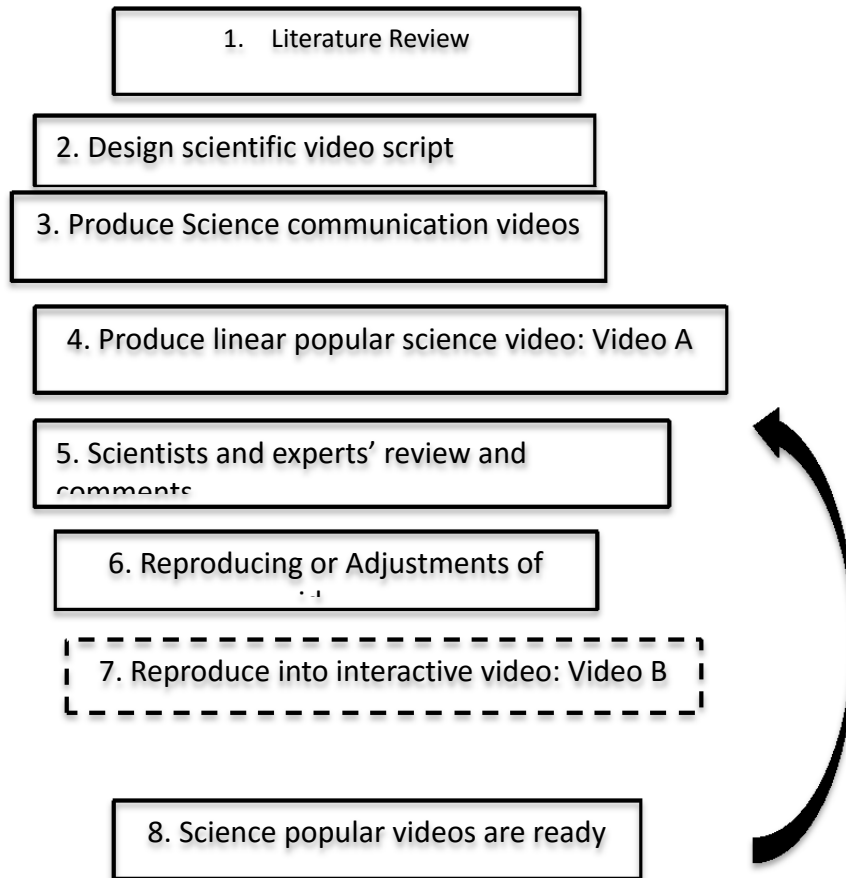 1. Literature Review
2. Design scientific video script
3. Produce Science communication videos
4. Produce linear popular science video: Video A
5. Scientists and experts’ review and
comments
6. Reproducing or Adjustments of
7. Reproduce into interactive video: Video B
8. Science popular videos are ready